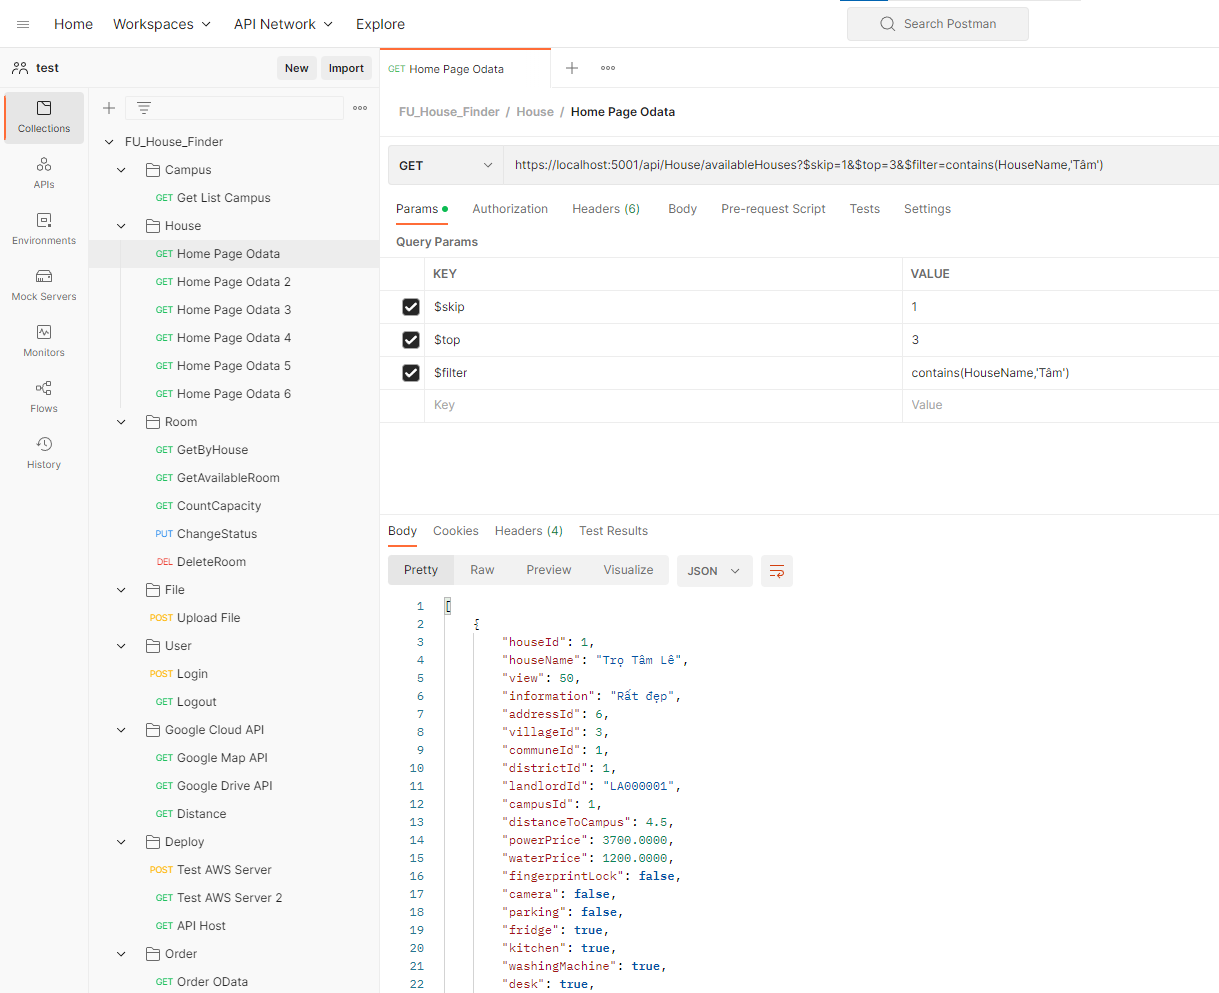 Home Workspaces API Network Explore Search Postman
test New Import
GET Home Page Odata
Collections
APIs
Environments
Mock Servers
Monitors
Flows
History
FU_House_Finder
Campus
GET Get List Campus
House
GET Home Page Odata
GET Home Page Odata 2
GET Home Page Odata 3
GET Home Page Odata 4
GET Home Page Odata 5
GET Home Page Odata 6
Room
GET GetByHouse
GET GetAvailableRoom
GET CountCapacity
PUT ChangeStatus
DEL DeleteRoom
File
POST Upload File
User
POST Login
GET Logout
Google Cloud API
GET Google Map API
GET Google Drive API
GET Distance
Deploy
POST Test AWS Server
GET Test AWS Server 2
GET API Host
Order
GET Order OData
FU_House_Finder / House / Home Page Odata
GET https://localhost:5001/api/House/availableHouses?$skip=1&$top=3&$filter=contains(HouseName,'Tâm')
Params Authorization Headers (6) Body Pre-request Script Tests Settings
Query Params
KEY VALUE
$skip 1
$top 3
$filter contains(HouseName,'Tâm')
Key Value
Body Cookies Headers (4) Test Results
Pretty Raw Preview Visualize JSON
1 [
2 {
3 "houseId": 1,
4 "houseName": "Trọ Tâm Lê",
5 "view": 50,
6 "information": "Rất đẹp",
7 "addressId": 6,
8 "villageId": 3,
9 "communeId": 1,
10 "districtId": 1,
11 "landlordId": "LA000001",
12 "campusId": 1,
13 "distanceToCampus": 4.5,
14 "powerPrice": 3700.0000,
15 "waterPrice": 1200.0000,
16 "fingerprintLock": false,
17 "camera": false,
18 "parking": false,
19 "fridge": true,
20 "kitchen": true,
21 "washingMachine": true,
22 "desk": true,